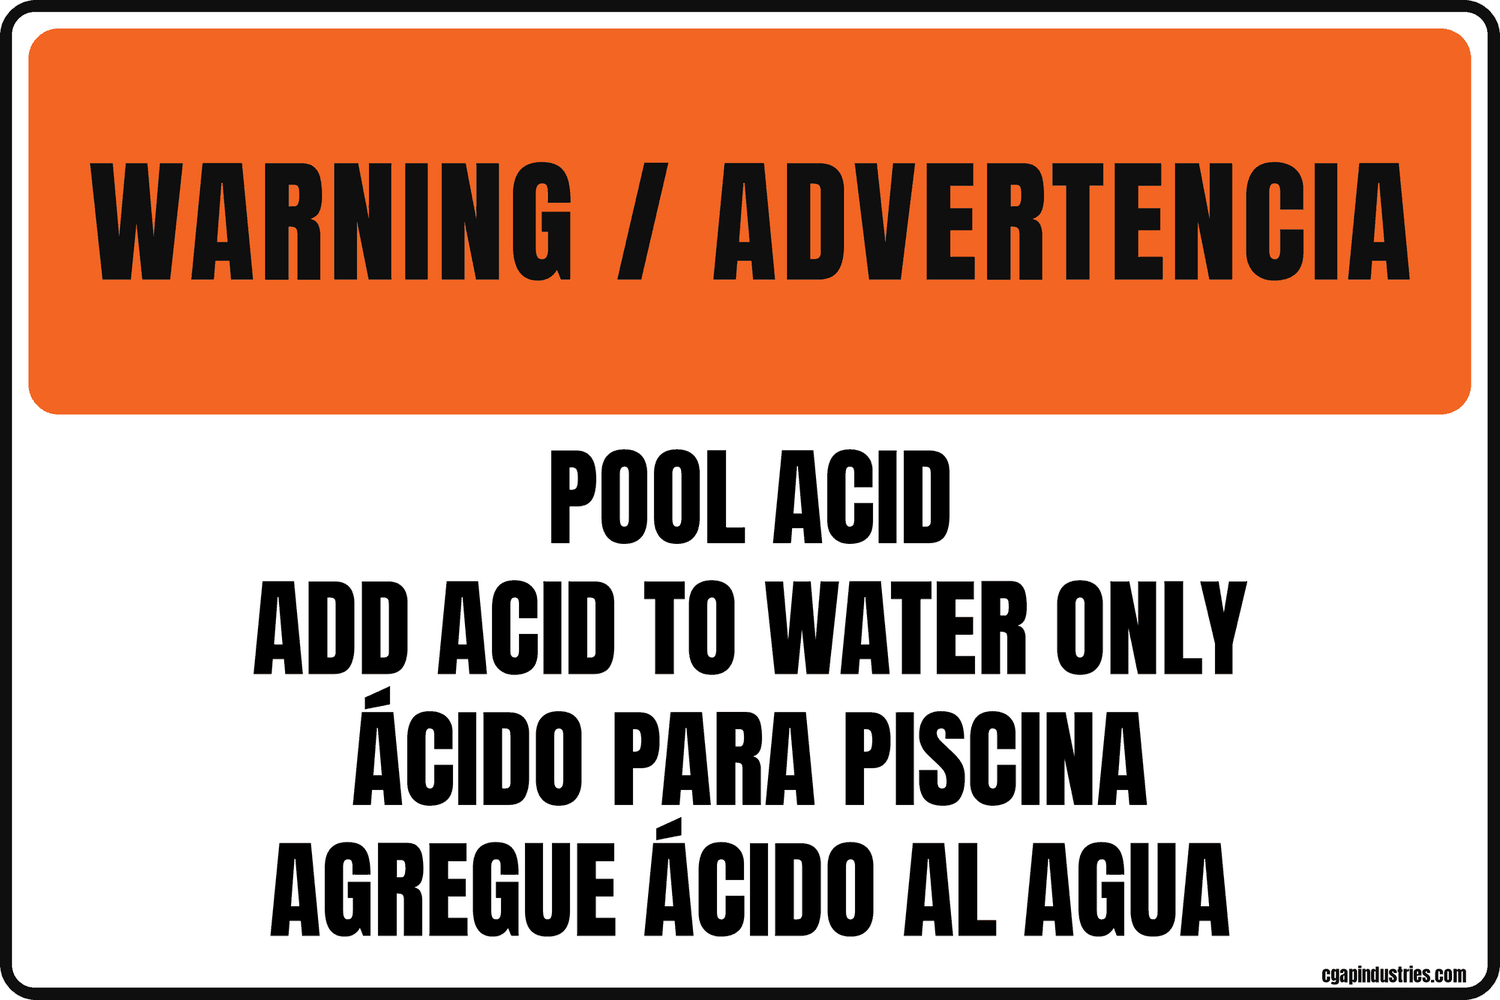 WARNING / ADVERTENCIA
POOL ACID
ADD ACID TO WATER ONLY
ÁCIDO PARA PISCINA
AGREGUE ÁCIDO AL AGUA
cgapindustries.com